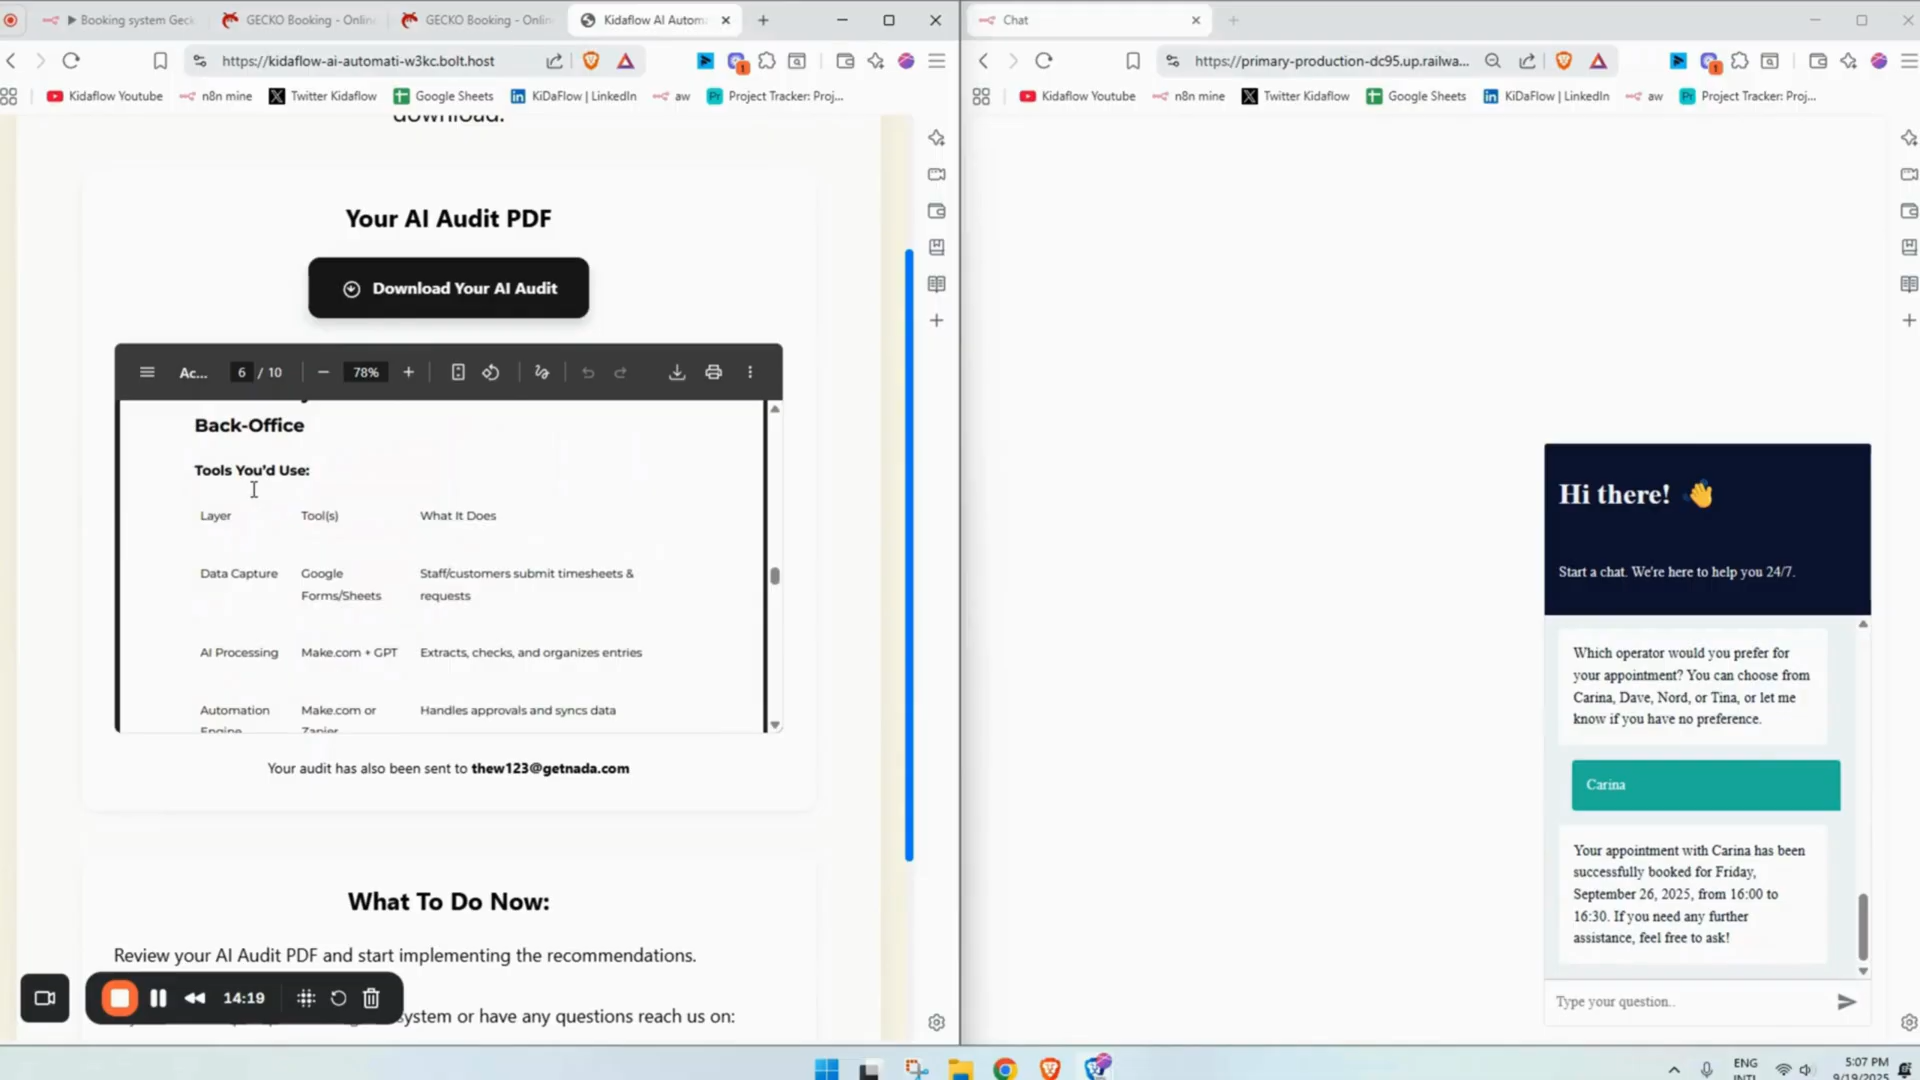 Booking system Geck
GECKO Booking - Onlin
GECKO Booking - Onlin
Kidaflow AI Autom
https://kidaflow-ai-automati-w3kc.bolt.host
Kidaflow Youtube
n8n mine
Twitter Kidaflow
Google Sheets
KiDaFlow | LinkedIn
aw
Project Tracker: Proj...
download.
Your AI Audit PDF
Download Your AI Audit
Ac...
6 / 10
78%
Back-Office
Tools You'd Use:
Layer Tool(s) What It Does
Data Capture Google Staff/customers submit timesheets &
Forms/Sheets requests
AI Processing Make.com + GPT Extracts, checks, and organizes entries
Automation Make.com or Handles approvals and syncs data
Engine Zapier
Your audit has also been sent to thew123@getnada.com
What To Do Now:
Review your AI Audit PDF and start implementing the recommendations.
system or have any questions reach us on:
14:19
Chat
https://primary-production-dc95.up.railwa...
Kidaflow Youtube
n8n mine
Twitter Kidaflow
Google Sheets
KiDaFlow | LinkedIn
aw
Project Tracker: Proj...
Hi there! 👋
Start a chat. We're here to help you 24/7.
Which operator would you prefer for
your appointment? You can choose from
Carina, Dave, Nord, or Tina, or let me
know if you have no preference.
Carina
Your appointment with Carina has been
successfully booked for Friday,
September 26, 2025, from 16:00 to
16:30. If you need any further
assistance, feel free to ask!
Type your question..
ENG
INTL
5:07 PM
9/19/2025